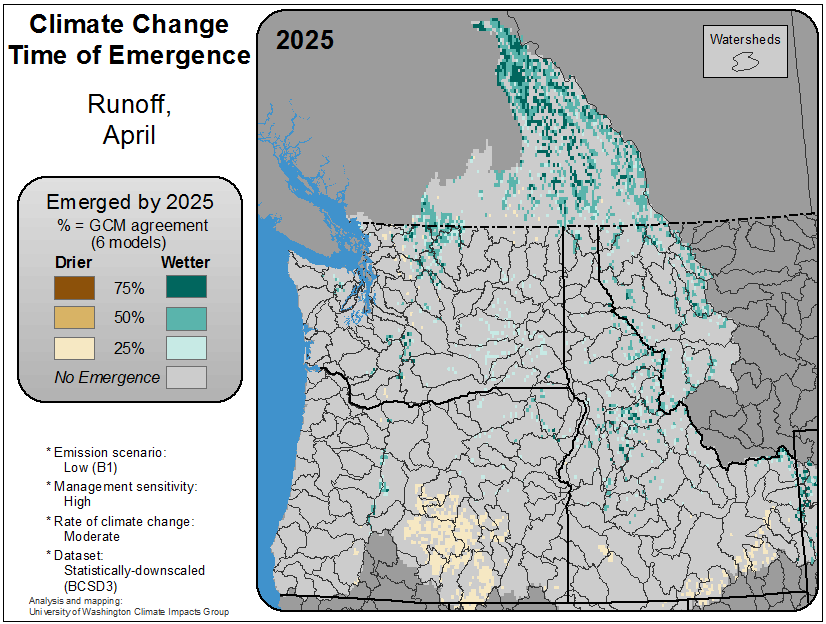 Climate Change
Time of Emergence
Runoff,
April
Emerged by 2025
% = GCM agreement
(6 models)
Drier Wetter
75%
50%
25%
No Emergence
* Emission scenario:
Low (B1)
* Management sensitivity:
High
* Rate of climate change:
Moderate
* Dataset:
Statistically-downscaled
(BCSD3)
Analysis and mapping:
University of Washington Climate Impacts Group
2025
Watersheds